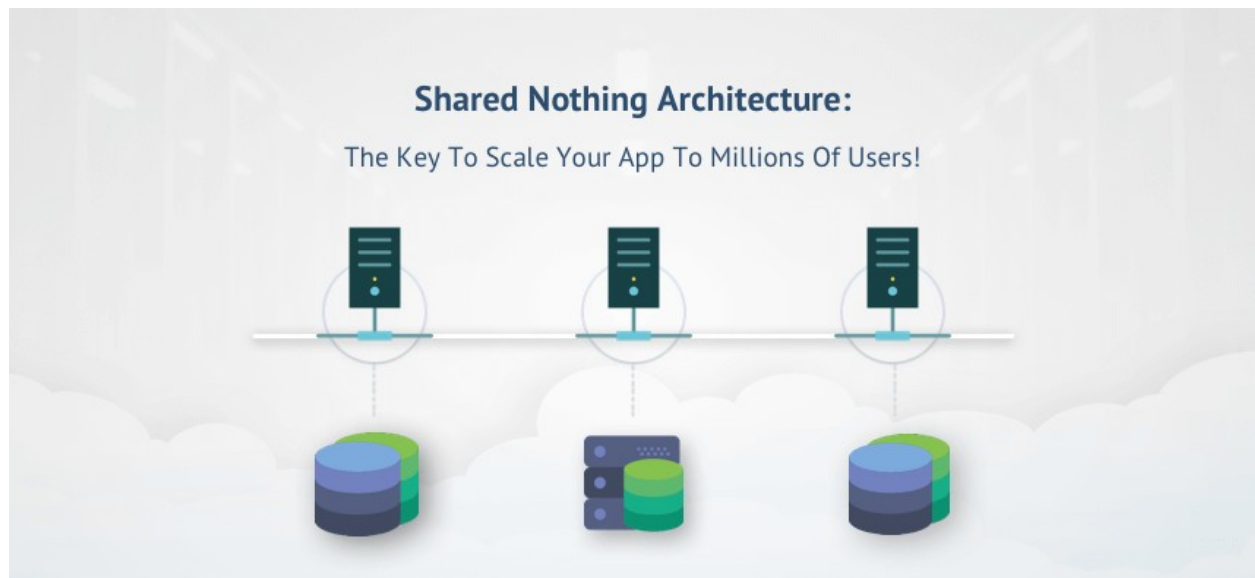 Shared Nothing Architecture:
The Key To Scale Your App To Millions Of Users!